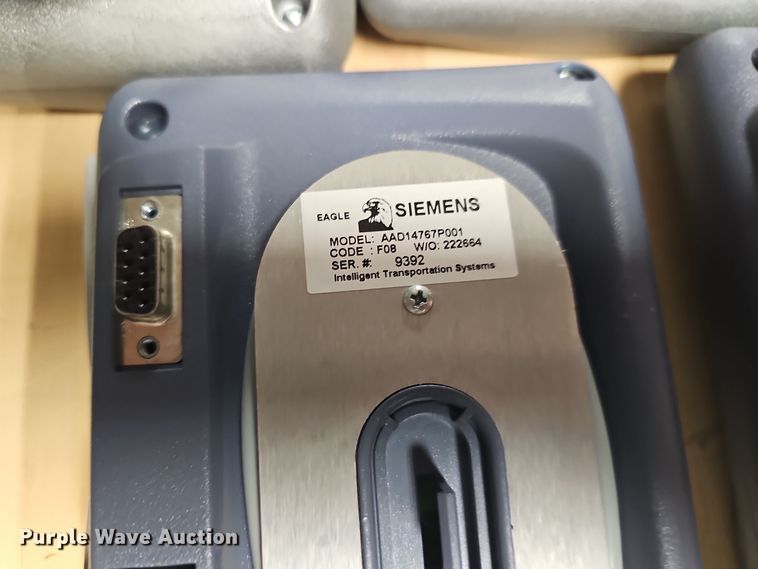 EAGLE SIEMENS
MODEL: AAD14767P001
CODE : F08 W/O: 222664
SER. #: 9392
Intelligent Transportation Systems
Purple Wave Auction